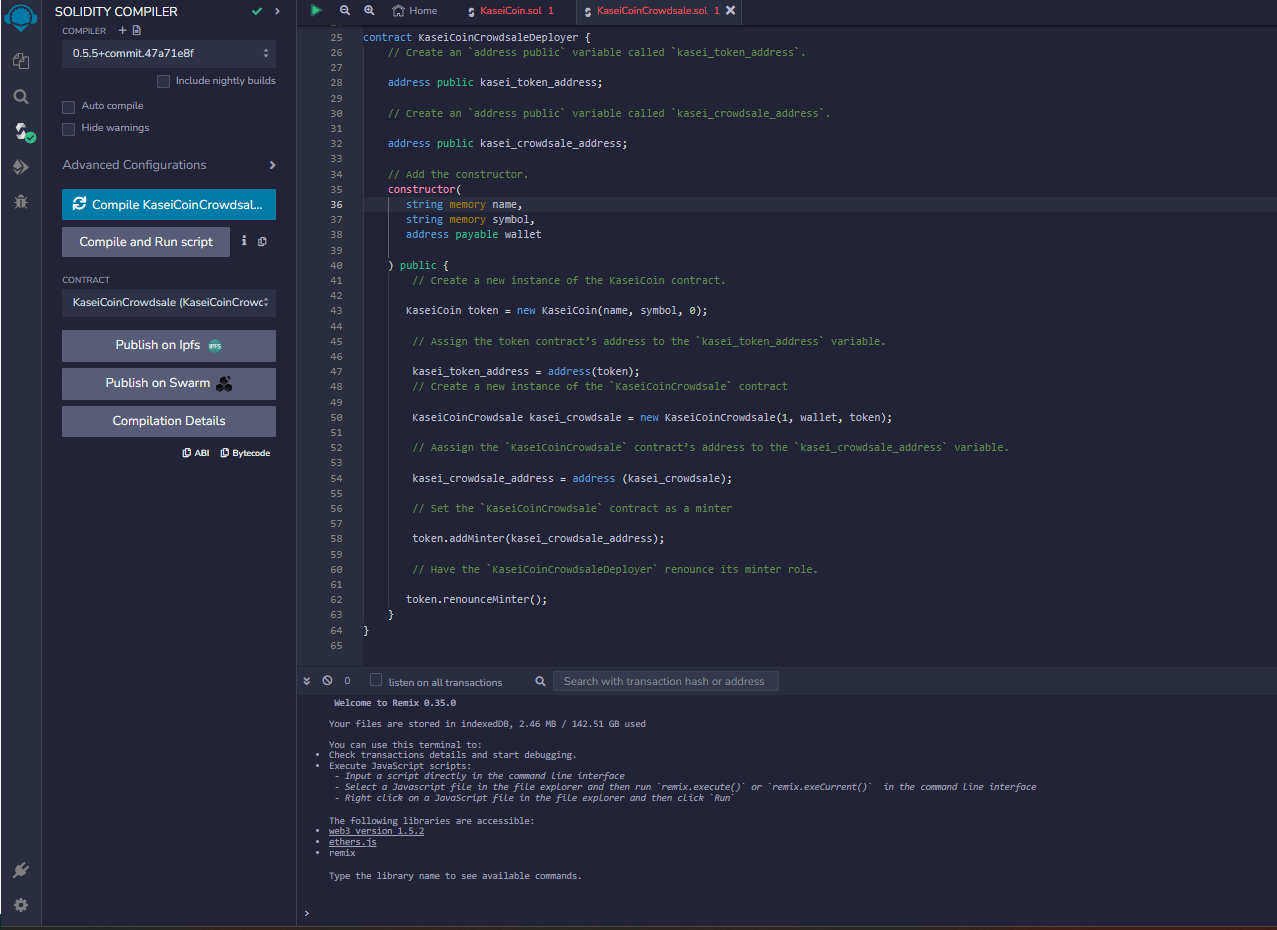 SOLIDITY COMPILER
COMPILER
0.5.5+commit.47a71e8f
Include nightly builds
Auto compile
Hide warnings
Advanced Configurations
Compile KaseiCoinCrowdsal...
Compile and Run script
CONTRACT
KaseiCoinCrowdsale (KaseiCoinCrowc
Publish on Ipfs IPFS
Publish on Swarm
Compilation Details
ABI Bytecode
Home KaseiCoin.sol 1 KaseiCoinCrowdsale.sol 1
25 contract KaseiCoinCrowdsaleDeployer {
26 // Create an `address public` variable called `kasei_token_address`.
27
28 address public kasei_token_address;
29
30 // Create an `address public` variable called `kasei_crowdsale_address`.
31
32 address public kasei_crowdsale_address;
33
34 // Add the constructor.
35 constructor(
36 string memory name,
37 string memory symbol,
38 address payable wallet
39
40 ) public {
41 // Create a new instance of the KaseiCoin contract.
42
43 KaseiCoin token = new KaseiCoin(name, symbol, 0);
44
45 // Assign the token contract’s address to the `kasei_token_address` variable.
46
47 kasei_token_address = address(token);
48 // Create a new instance of the `KaseiCoinCrowdsale` contract
49
50 KaseiCoinCrowdsale kasei_crowdsale = new KaseiCoinCrowdsale(1, wallet, token);
51
52 // Aassign the `KaseiCoinCrowdsale` contract’s address to the `kasei_crowdsale_address` variable.
53
54 kasei_crowdsale_address = address (kasei_crowdsale);
55
56 // Set the `KaseiCoinCrowdsale` contract as a minter
57
58 token.addMinter(kasei_crowdsale_address);
59
60 // Have the `KaseiCoinCrowdsaleDeployer` renounce its minter role.
61
62 token.renounceMinter();
63 }
64 }
65
0 listen on all transactions Search with transaction hash or address
Welcome to Remix 0.35.0
Your files are stored in indexedDB, 2.46 MB / 142.51 GB used
You can use this terminal to:
• Check transactions details and start debugging.
• Execute JavaScript scripts:
- Input a script directly in the command line interface
- Select a Javascript file in the file explorer and then run `remix.execute()` or `remix.exeCurrent()` in the command line interface
- Right click on a JavaScript file in the file explorer and then click `Run`
The following libraries are accessible:
• web3 version 1.5.2
• ethers.js
• remix
Type the library name to see available commands.
>